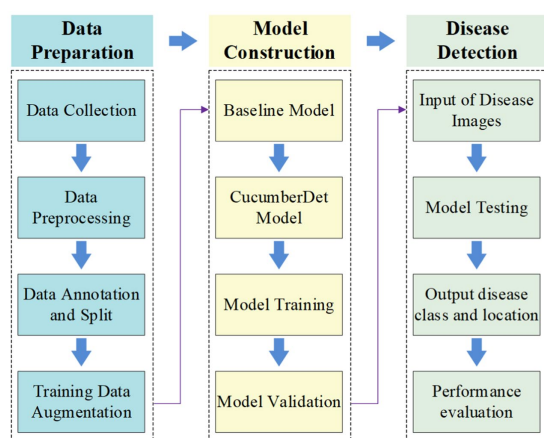 Data
Preparation
Model
Construction
Disease
Detection
Data Collection
Data
Preprocessing
Data Annotation
and Split
Training Data
Augmentation
Baseline Model
CucumberDet
Model
Model Training
Model Validation
Input of Disease
Images
Model Testing
Output disease
class and location
Performance
evaluation